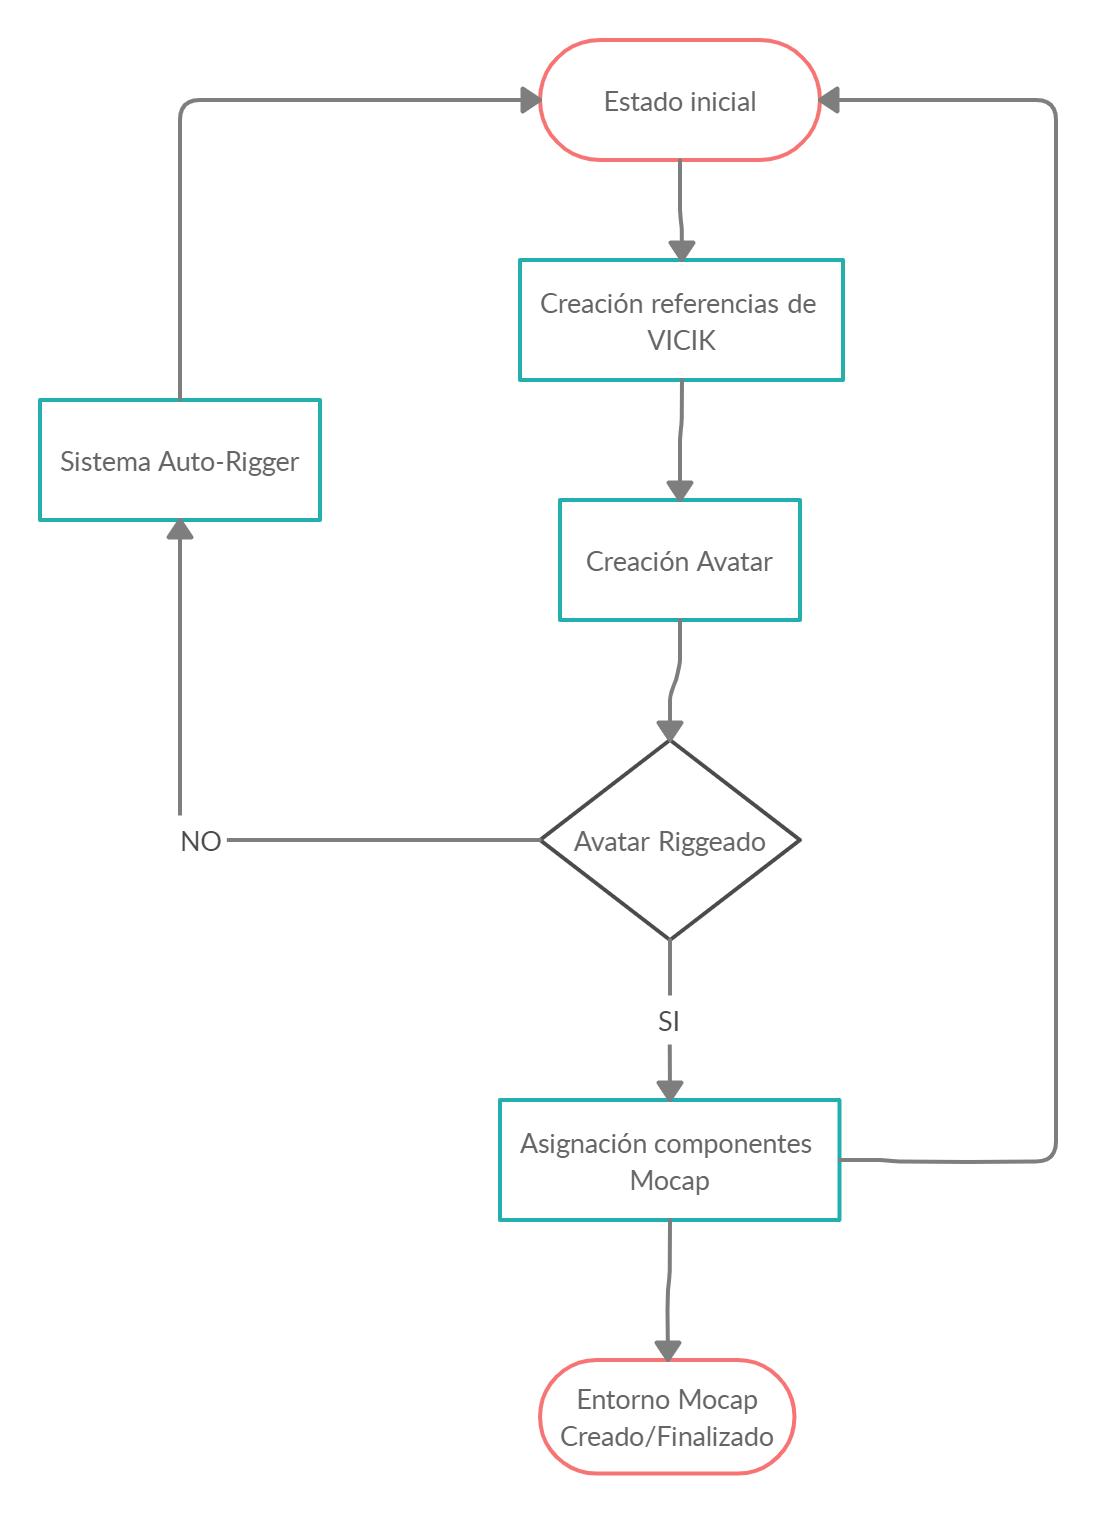 Estado inicial
Creación referencias de
VICIK
Sistema Auto-Rigger
Creación Avatar
NO
Avatar Riggeado
SI
Asignación componentes
Mocap
Entorno Mocap
Creado/Finalizado